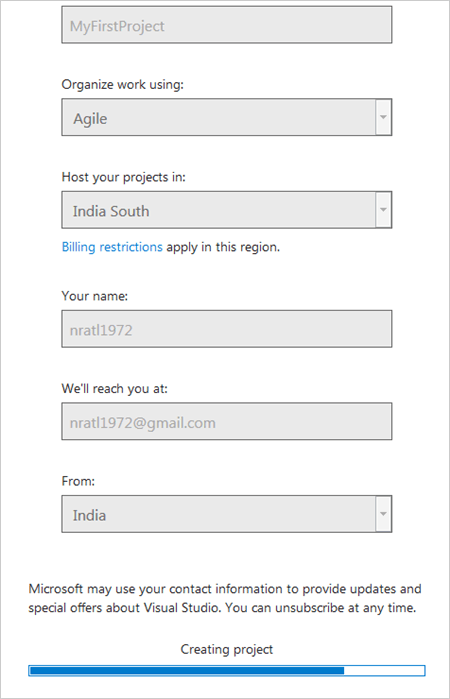 MyFirstProject
Organize work using:
Agile
Host your projects in:
India South
Billing restrictions apply in this region.
Your name:
nratl1972
We'll reach you at:
nratl1972@gmail.com
From:
India
Microsoft may use your contact information to provide updates and
special offers about Visual Studio. You can unsubscribe at any time.
Creating project